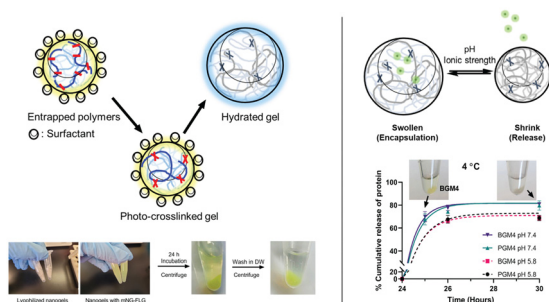 Entrapped polymers
: Surfactant
Hydrated gel
Photo-crosslinked gel
Lyophilized nanogels
Nanogels with mNG-FLG
24 h
Incubation
Centrifuge
Wash in DW
Centrifuge
pH
Ionic strength
Swollen
(Encapsulation)
Shrink
(Release)
4 °C
BGM4
% Cumulative release of protein
80
60
40
20
0
24
25
26
30
Time (Hours)
BGM4 pH 7.4
PGM4 pH 7.4
BGM4 pH 5.8
PGM4 pH 5.8